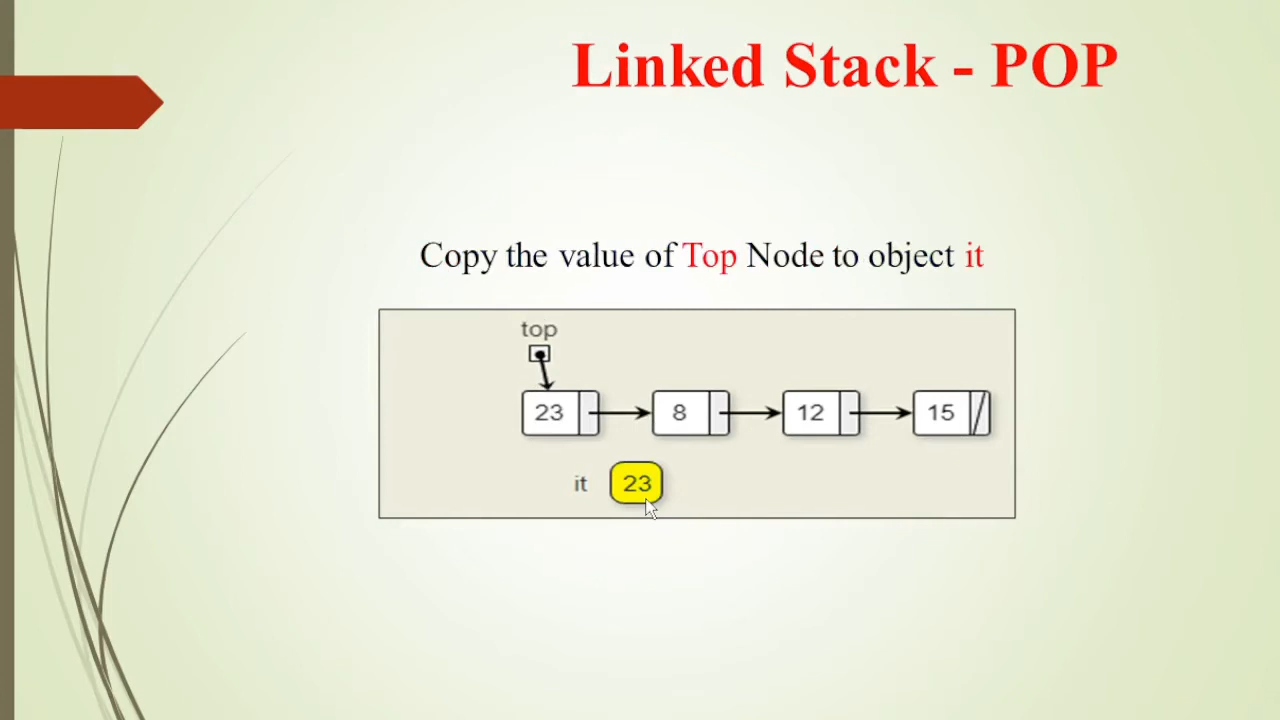 Linked Stack - POP
Copy the value of Top Node to object it
top
23 8 12 15
it 23